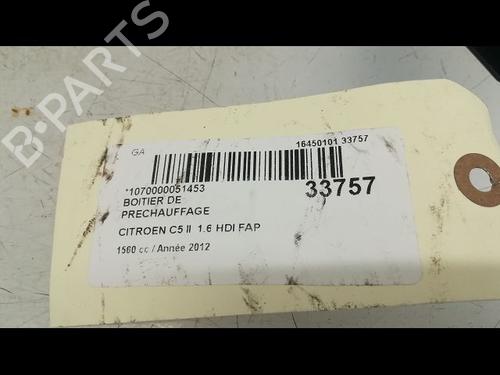 B-PARTS
GA
16450101 33757
*1070000051453
33757
BOITIER DE
PRECHAUFFAGE
CITROEN C5 II 1.6 HDI FAP
1560 cc / Année 2012